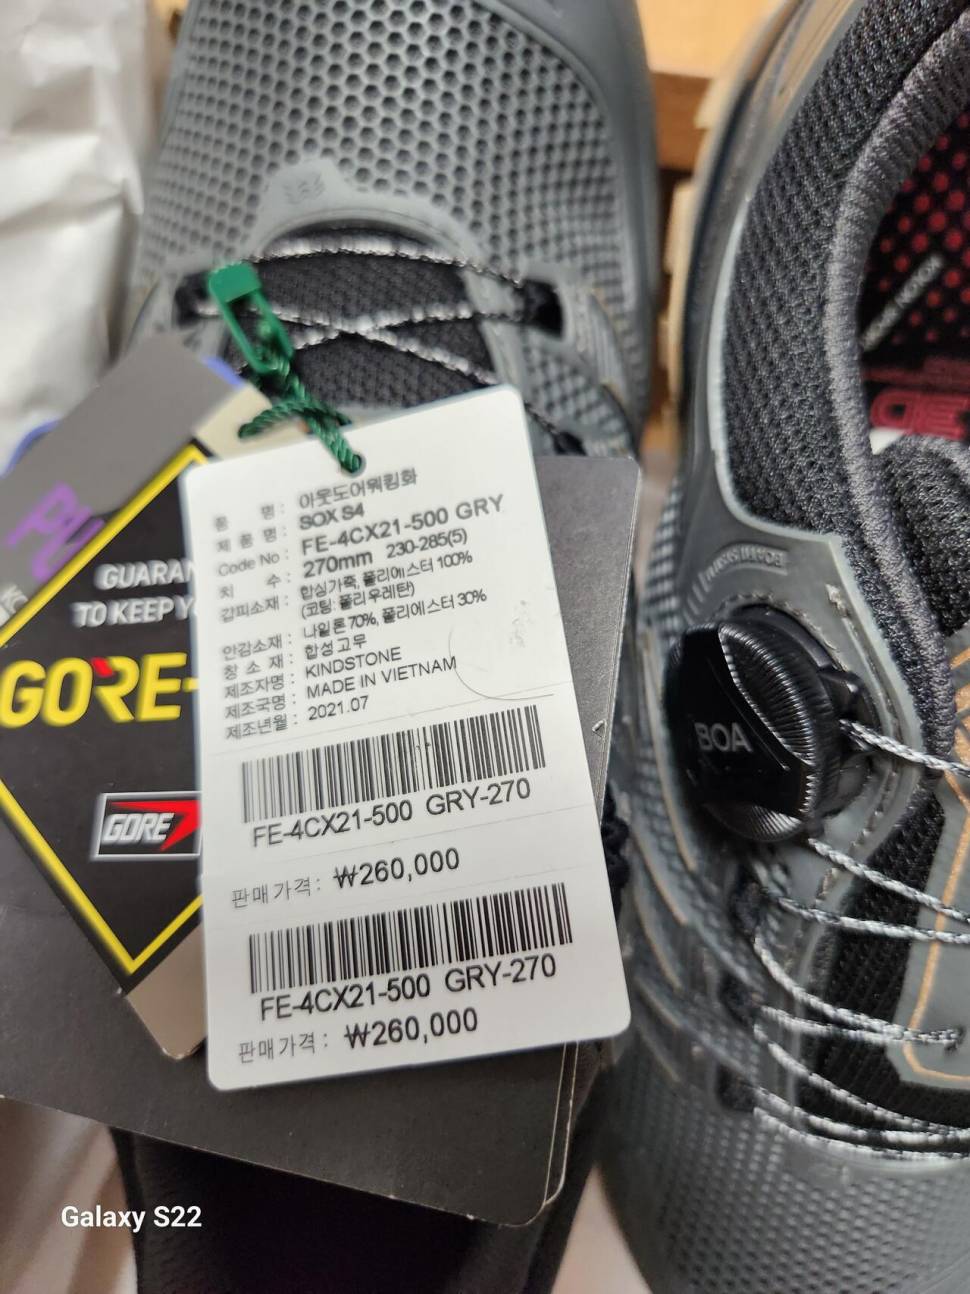 품 명 : 아웃도어워킹화
제 품 명 : SOX S4
Code No : FE-4CX21-500 GRY
치 수 : 270mm 230-285(5)
갑피소재 : 합성가죽, 폴리에스터 100%
(코팅: 폴리우레탄)
안감소재 : 나일론 70%, 폴리에스터 30%
창 소 재 : 합성고무
제조자명 : KINDSTONE
제조국명 : MADE IN VIETNAM
제조년월 : 2021.07
FE-4CX21-500 GRY-270
판매가격 : ₩260,000
FE-4CX21-500 GRY-270
판매가격 : ₩260,000
GUARAN
TO KEEP Y
GORE-
GORE
BOA
Galaxy S22